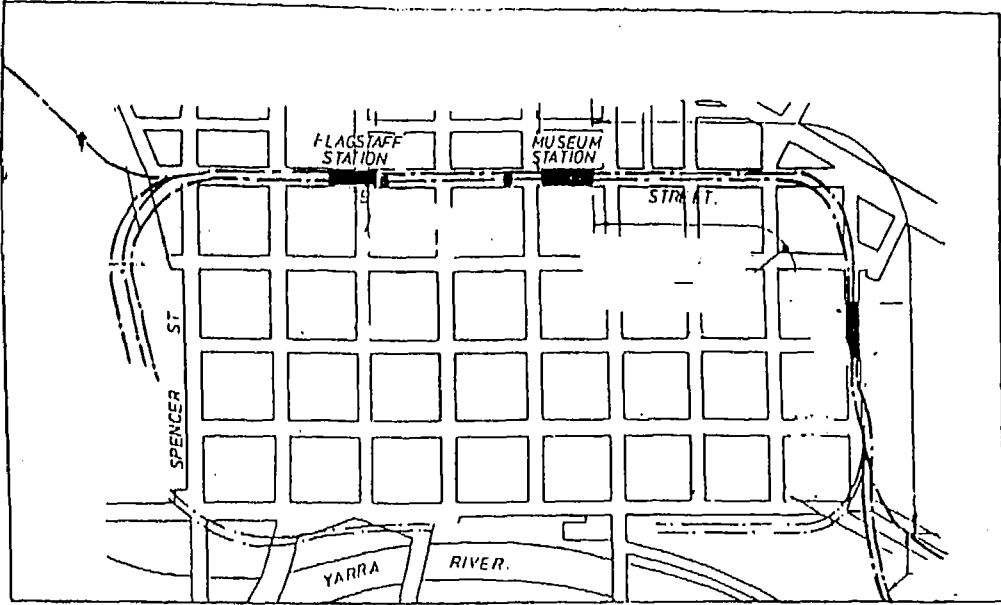 FLAGSTAFF
STATION
MUSEUM
STATION
STREET.
SPENCER ST
YARRA RIVER.